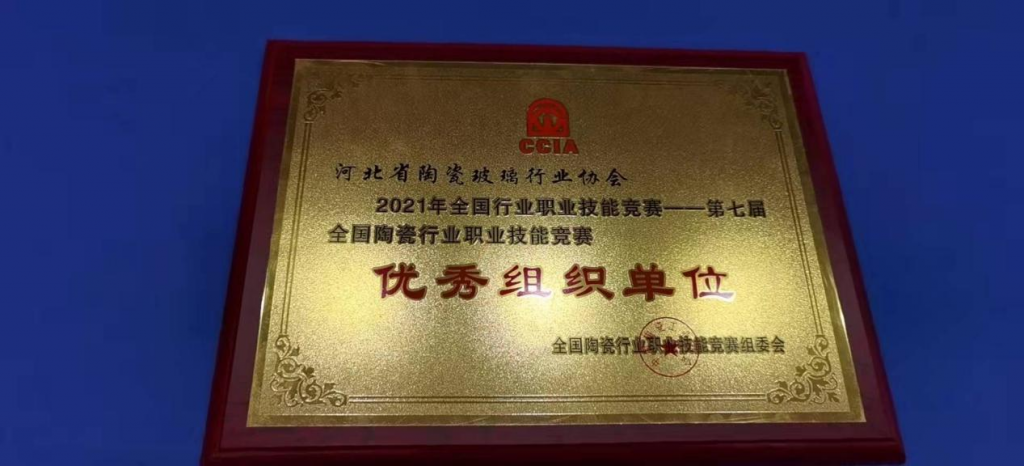 CCIA
河北省陶瓷玻璃行业协会
2021年全国行业职业技能竞赛——第七届
全国陶瓷行业职业技能竞赛
优秀组织单位
全国陶瓷行业职业技能竞赛组委会